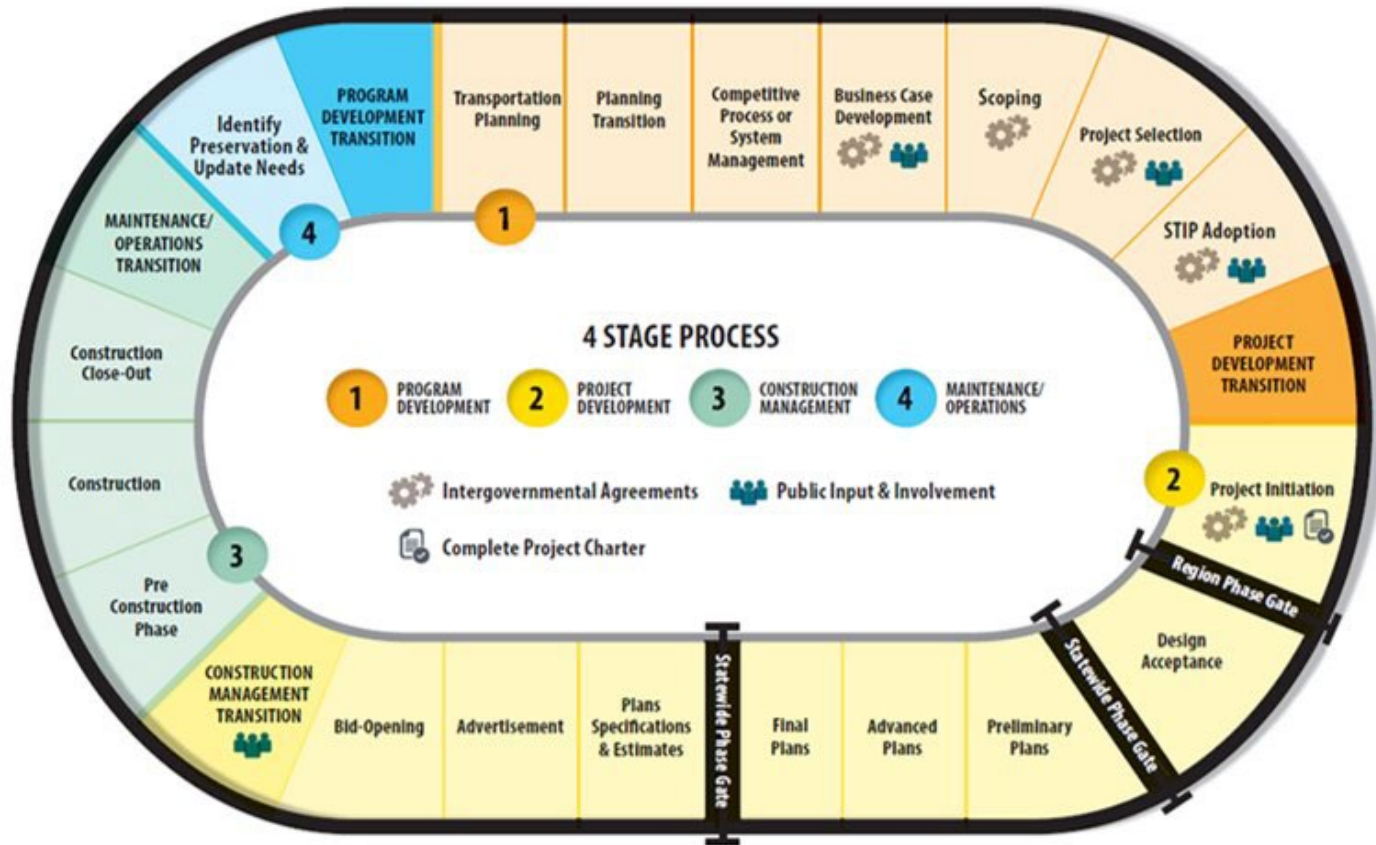 PROGRAM
DEVELOPMENT
TRANSITION
Transportation
Planning
Planning
Transition
Competitive
Process or
System
Management
Business Case
Development
Scoping
Project Selection
STIP Adoption
PROJECT
DEVELOPMENT
TRANSITION
Project Initiation
Region Phase Gate
Design
Acceptance
Statewide Phase Gate
Preliminary
Plans
Advanced
Plans
Final
Plans
Statewide Phase Gate
Plans
Specifications
& Estimates
Advertisement
Bid-Opening
CONSTRUCTION
MANAGEMENT
TRANSITION
Pre
Construction
Phase
Construction
Construction
Close-Out
MAINTENANCE/
OPERATIONS
TRANSITION
Identify
Preservation &
Update Needs
1
2
3
4
4 STAGE PROCESS
1 PROGRAM
DEVELOPMENT
2 PROJECT
DEVELOPMENT
3 CONSTRUCTION
MANAGEMENT
4 MAINTENANCE/
OPERATIONS
Intergovernmental Agreements
Public Input & Involvement
Complete Project Charter